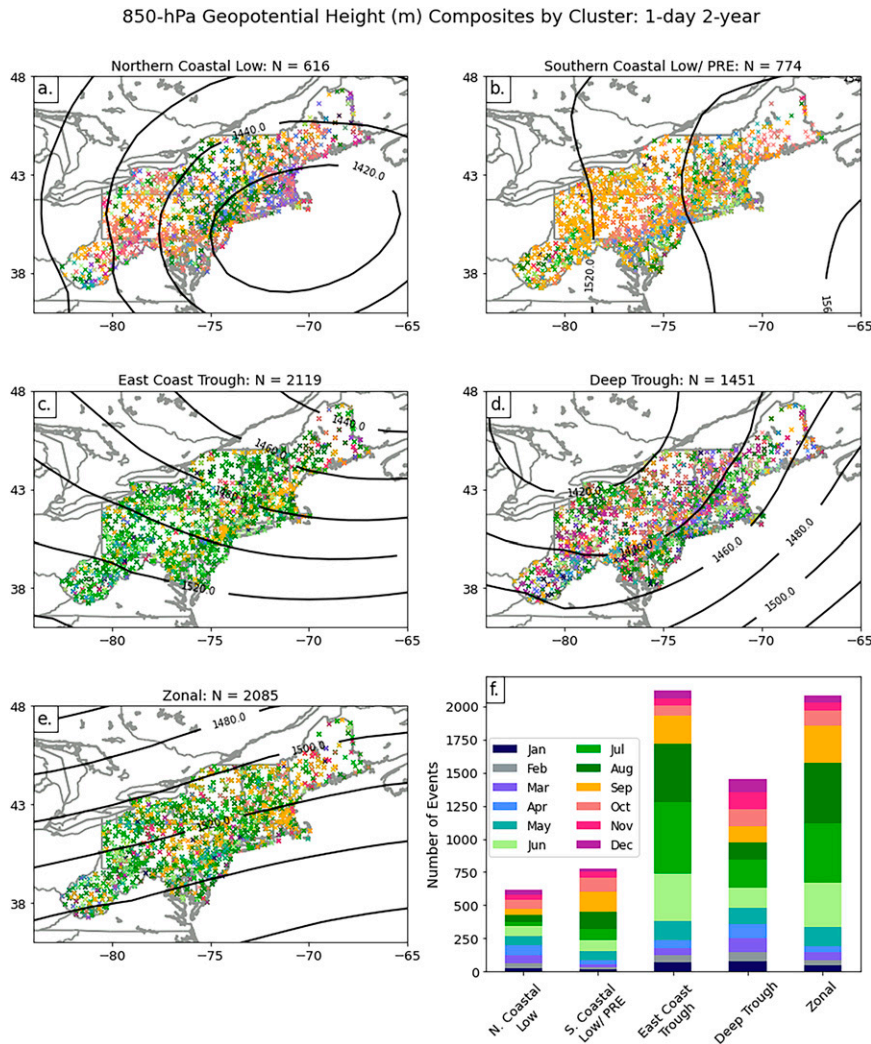 850-hPa Geopotential Height (m) Composites by Cluster: 1-day 2-year
Northern Coastal Low: N = 616
a.
48
43
38
−80
−75
−70
−65
1440.0
1420.0
Southern Coastal Low/ PRE: N = 774
b.
48
43
38
−80
−75
−70
−65
1520.0
East Coast Trough: N = 2119
c.
48
43
38
−80
−75
−70
−65
1440.0
1460.0
1520.0
Deep Trough: N = 1451
d.
48
43
38
−80
−75
−70
−65
1420.0
1440.0
1460.0
1480.0
1500.0
Zonal: N = 2085
e.
48
43
38
−80
−75
−70
−65
1480.0
1500.0
1520.0
f.
Number of Events
2000
1750
1500
1250
1000
750
500
250
0
Jan
Feb
Mar
Apr
May
Jun
Jul
Aug
Sep
Oct
Nov
Dec
N. Coastal
Low
S. Coastal
Low/ PRE
East Coast
Trough
Deep Trough
Zonal